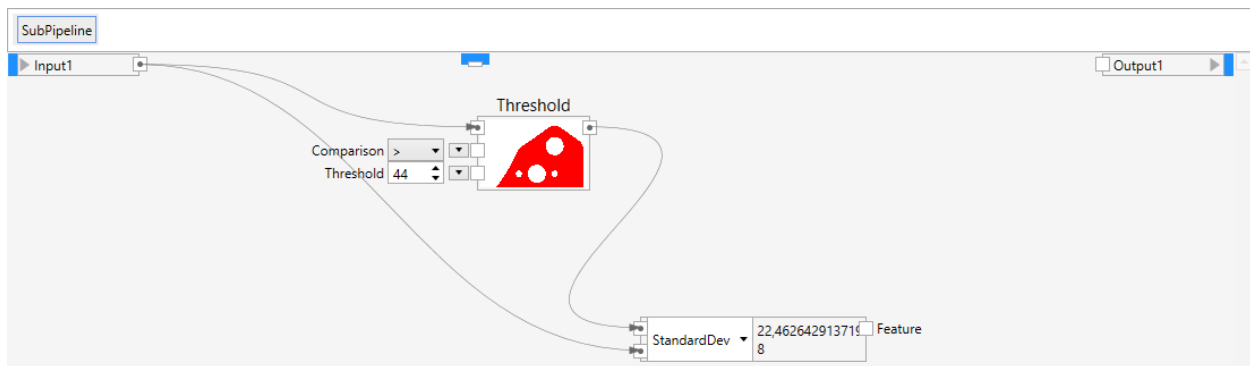 SubPipeline
Input1
Output1
Threshold
Comparison >
Threshold 44
StandardDev 22,462642913719 Feature
8